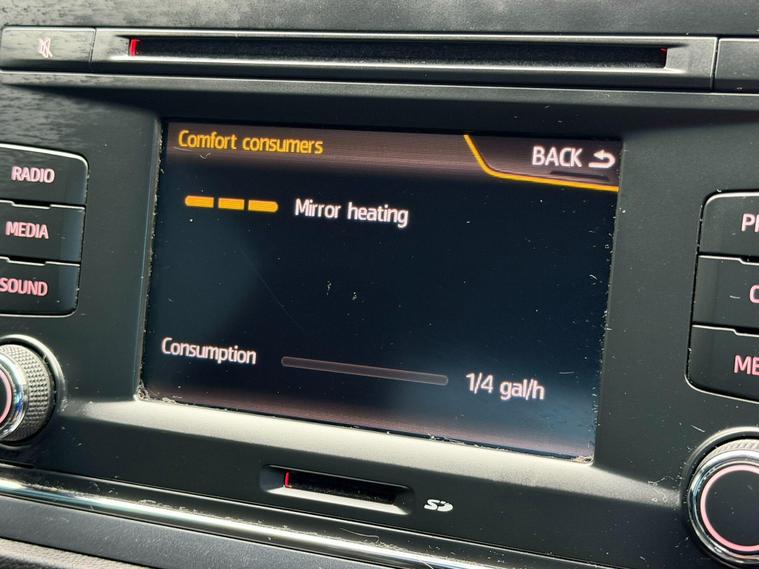 Comfort consumers
BACK
RADIO
Mirror heating
MEDIA
SOUND
Consumption
1/4 gal/h
SD